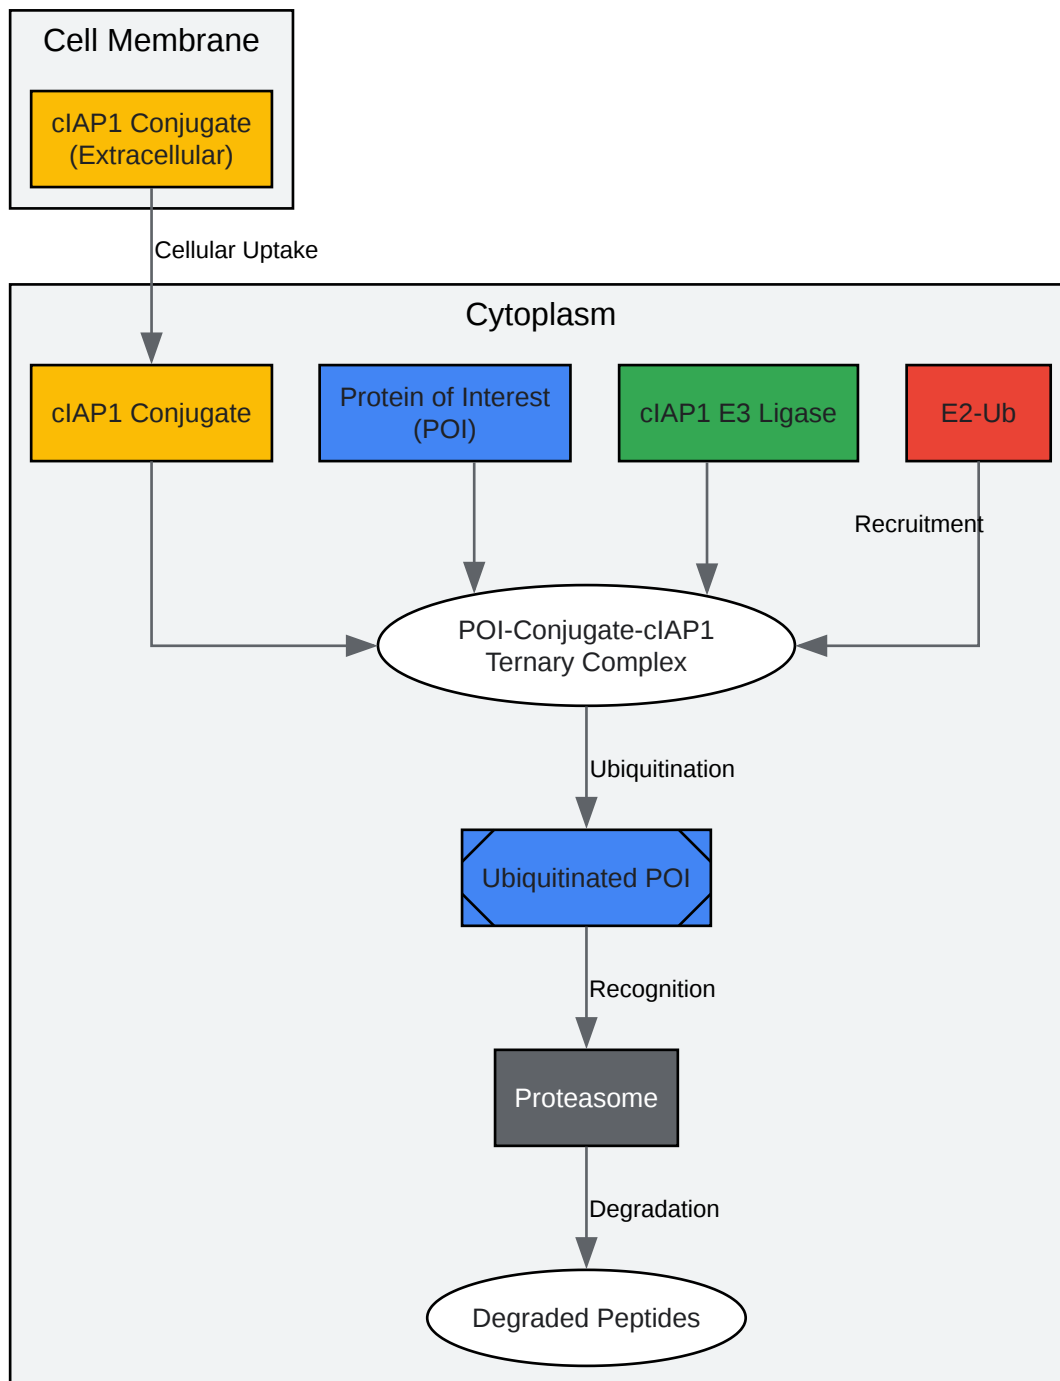 Cell Membrane
cIAP1 Conjugate
(Extracellular)
Cellular Uptake
Cytoplasm
cIAP1 Conjugate
Protein of Interest
(POI)
cIAP1 E3 Ligase
E2-Ub
Recruitment
POI-Conjugate-cIAP1
Ternary Complex
Ubiquitination
Ubiquitinated POI
Recognition
Proteasome
Degradation
Degraded Peptides